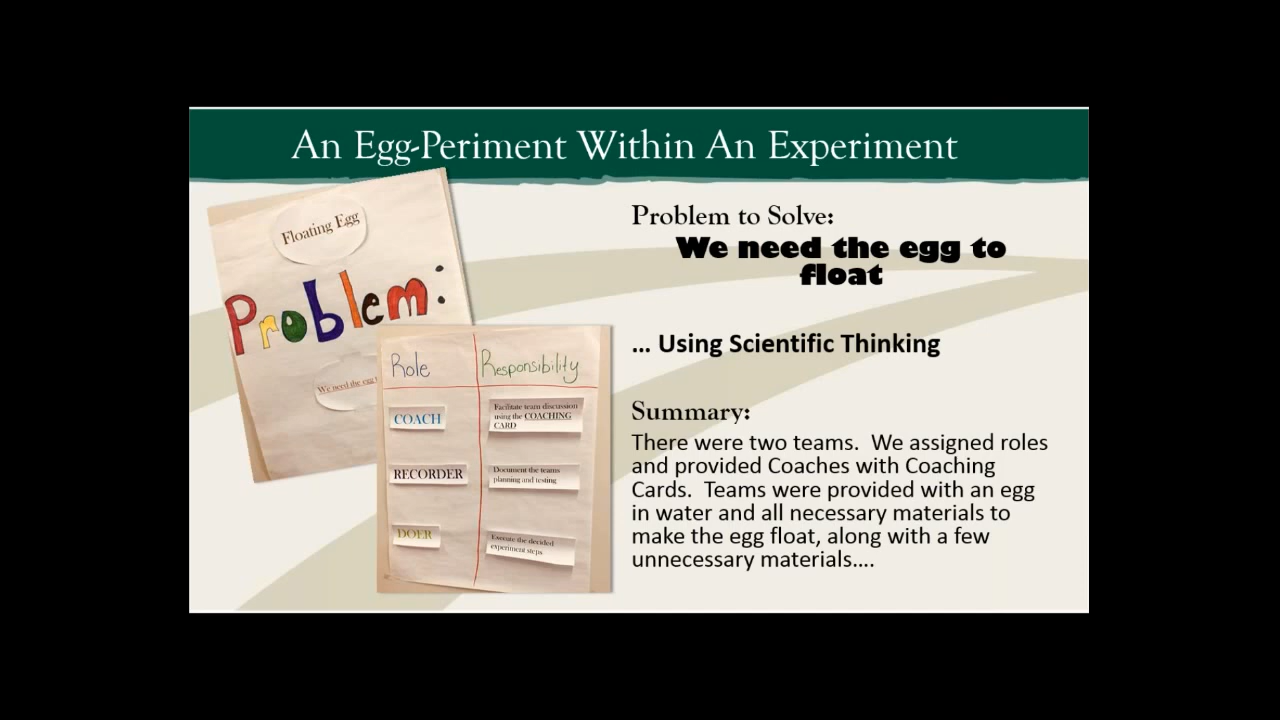 An Egg-Periment Within An Experiment
Floating Egg
Problem:
We need the egg t
Role
Responsibility
COACH
Facilitate team discussion
using the COACHING
CARD
RECORDER
Document the teams
planning and testing
DOER
Execute the decided
experiment steps
Problem to Solve:
We need the egg to
float
... Using Scientific Thinking
Summary:
There were two teams.  We assigned roles
and provided Coaches with Coaching
Cards.  Teams were provided with an egg
in water and all necessary materials to
make the egg float, along with a few
unnecessary materials....